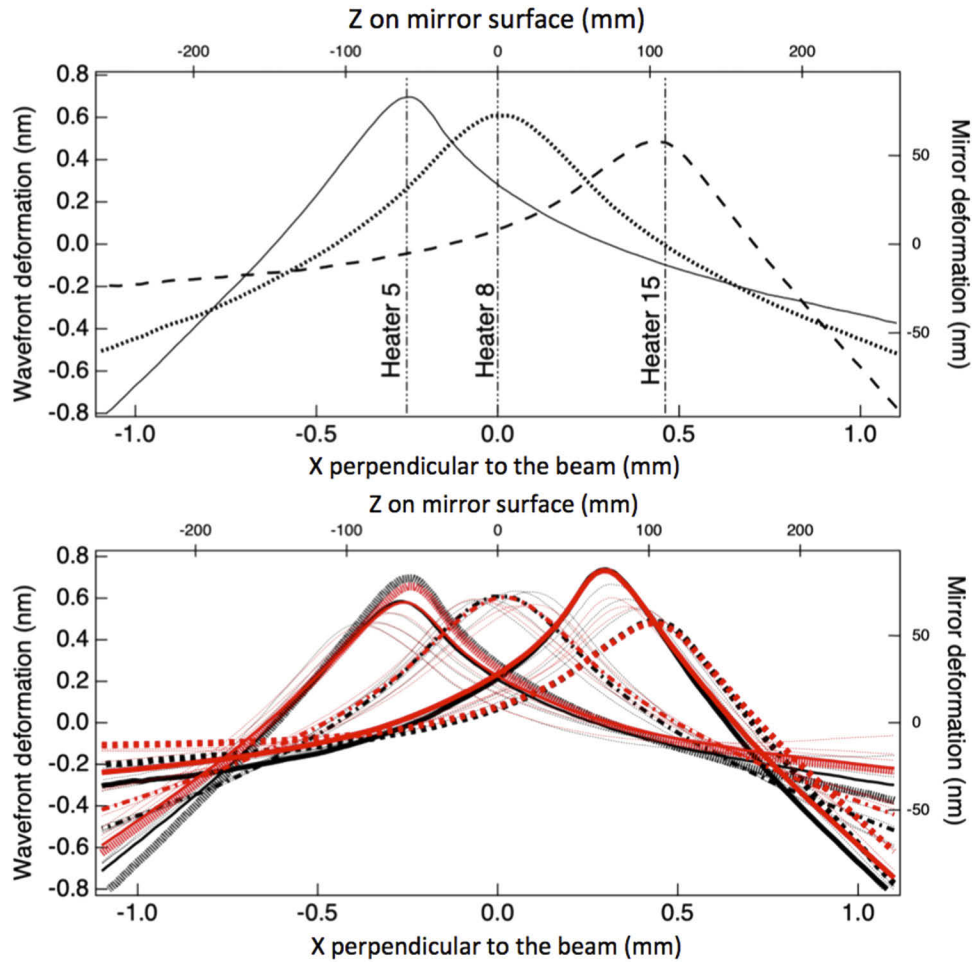 Z on mirror surface (mm)
-200 -100 0 100 200
0.8
0.6
0.4
0.2
0.0
-0.2
-0.4
-0.6
-0.8
Wavefront deformation (nm)
50
0
-50
Mirror deformation (nm)
Heater 5
Heater 8
Heater 15
-1.0 -0.5 0.0 0.5 1.0
X perpendicular to the beam (mm)
Z on mirror surface (mm)
-200 -100 0 100 200
0.8
0.6
0.4
0.2
0.0
-0.2
-0.4
-0.6
-0.8
Wavefront deformation (nm)
50
0
-50
Mirror deformation (nm)
-1.0 -0.5 0.0 0.5 1.0
X perpendicular to the beam (mm)